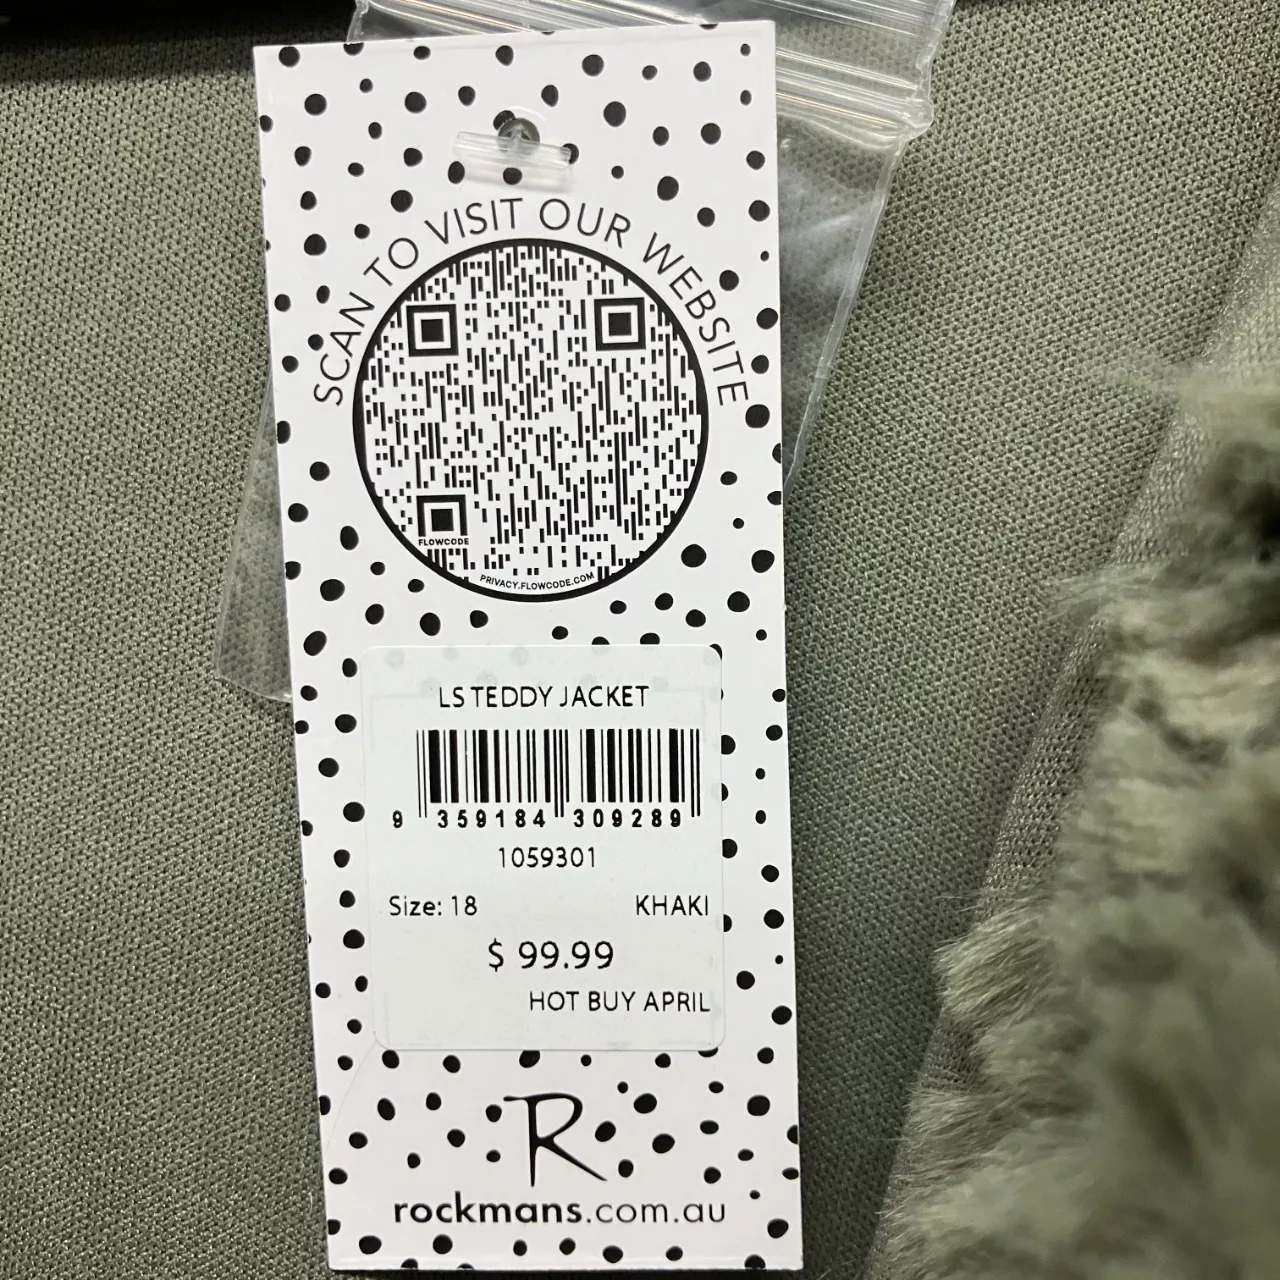 SCAN TO VISIT OUR WEBSITE
FLOWCODE
PRIVACY.FLOWCODE.COM
LS TEDDY JACKET
9 359184 309289
1059301
Size: 18 KHAKI
$ 99.99
HOT BUY APRIL
R
rockmans.com.au